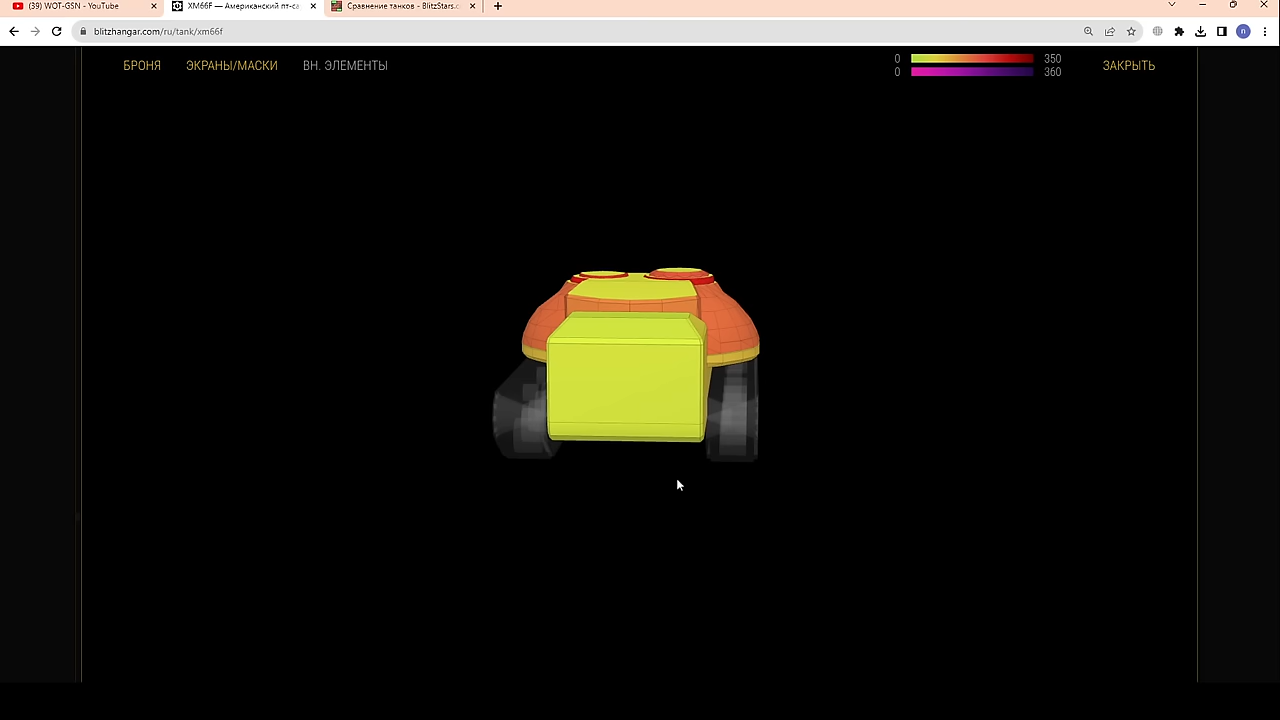 (39) WOT-GSN - YouTube
XM66F — Американский пт-са
Сравнение танков - BlitzStars.c
blitzhangar.com/ru/tank/xm66f
n
БРОНЯ ЭКРАНЫ/МАСКИ ВН. ЭЛЕМЕНТЫ
0 350
0 360
ЗАКРЫТЬ